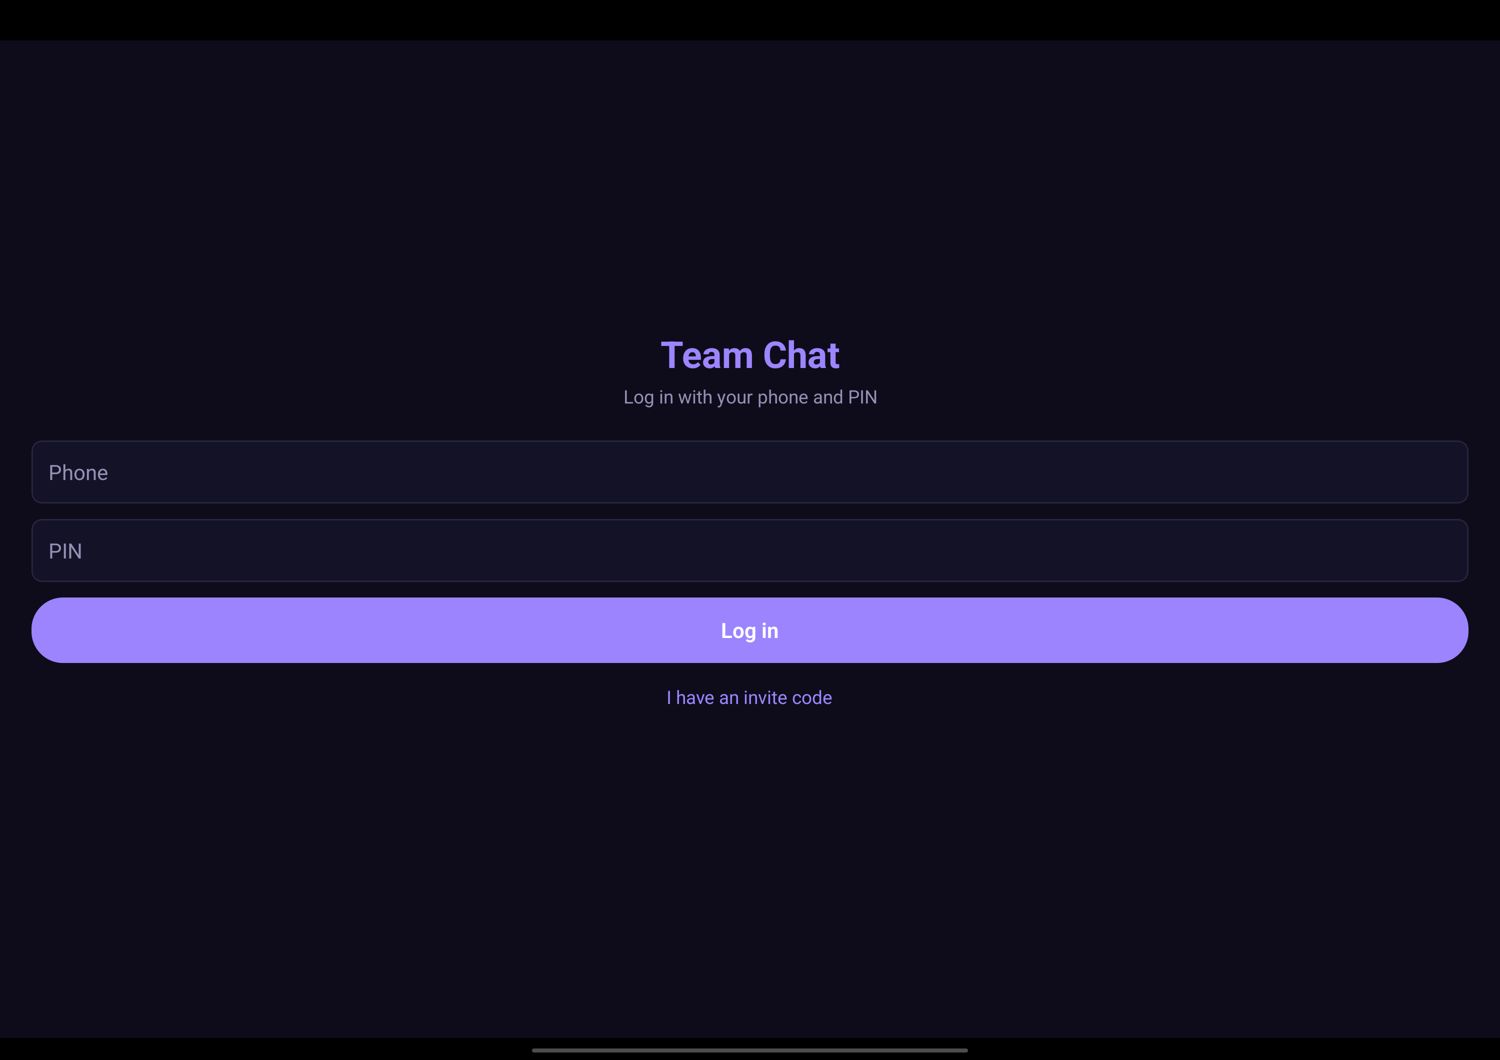 Team Chat
Log in with your phone and PIN
Phone
PIN
Log in
I have an invite code